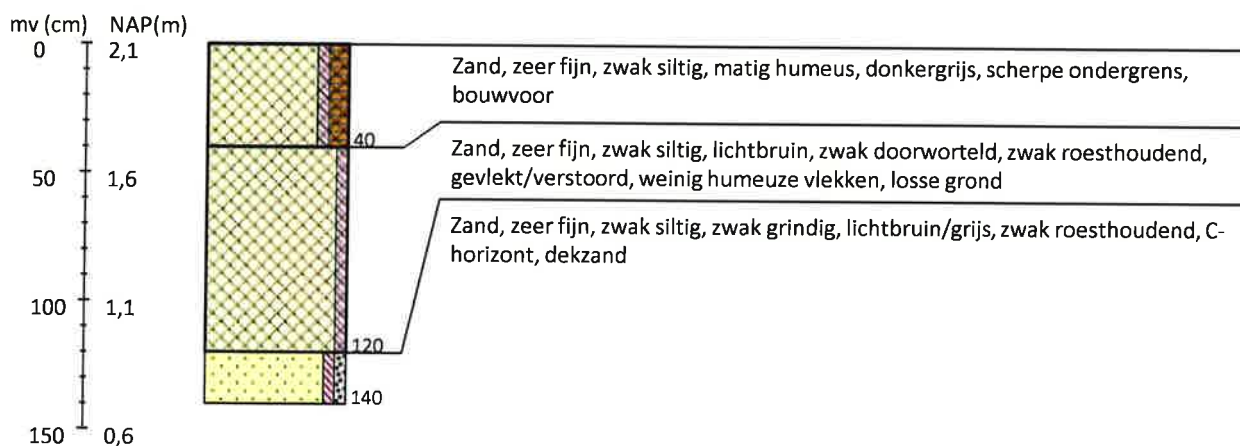 mv (cm) NAP(m)
0 2,1
Zand, zeer fijn, zwak siltig, matig humeus, donkergrijs, scherpe ondergrens,
bouwvoor
40
Zand, zeer fijn, zwak siltig, lichtbruin, zwak doorworteld, zwak roesthoudend,
50 1,6
gevlekt/verstoord, weinig humeuze vlekken, losse grond
Zand, zeer fijn, zwak siltig, zwak grindig, lichtbruin/grijs, zwak roesthoudend, C-
horizont, dekzand
100 1,1
120
140
150 0,6